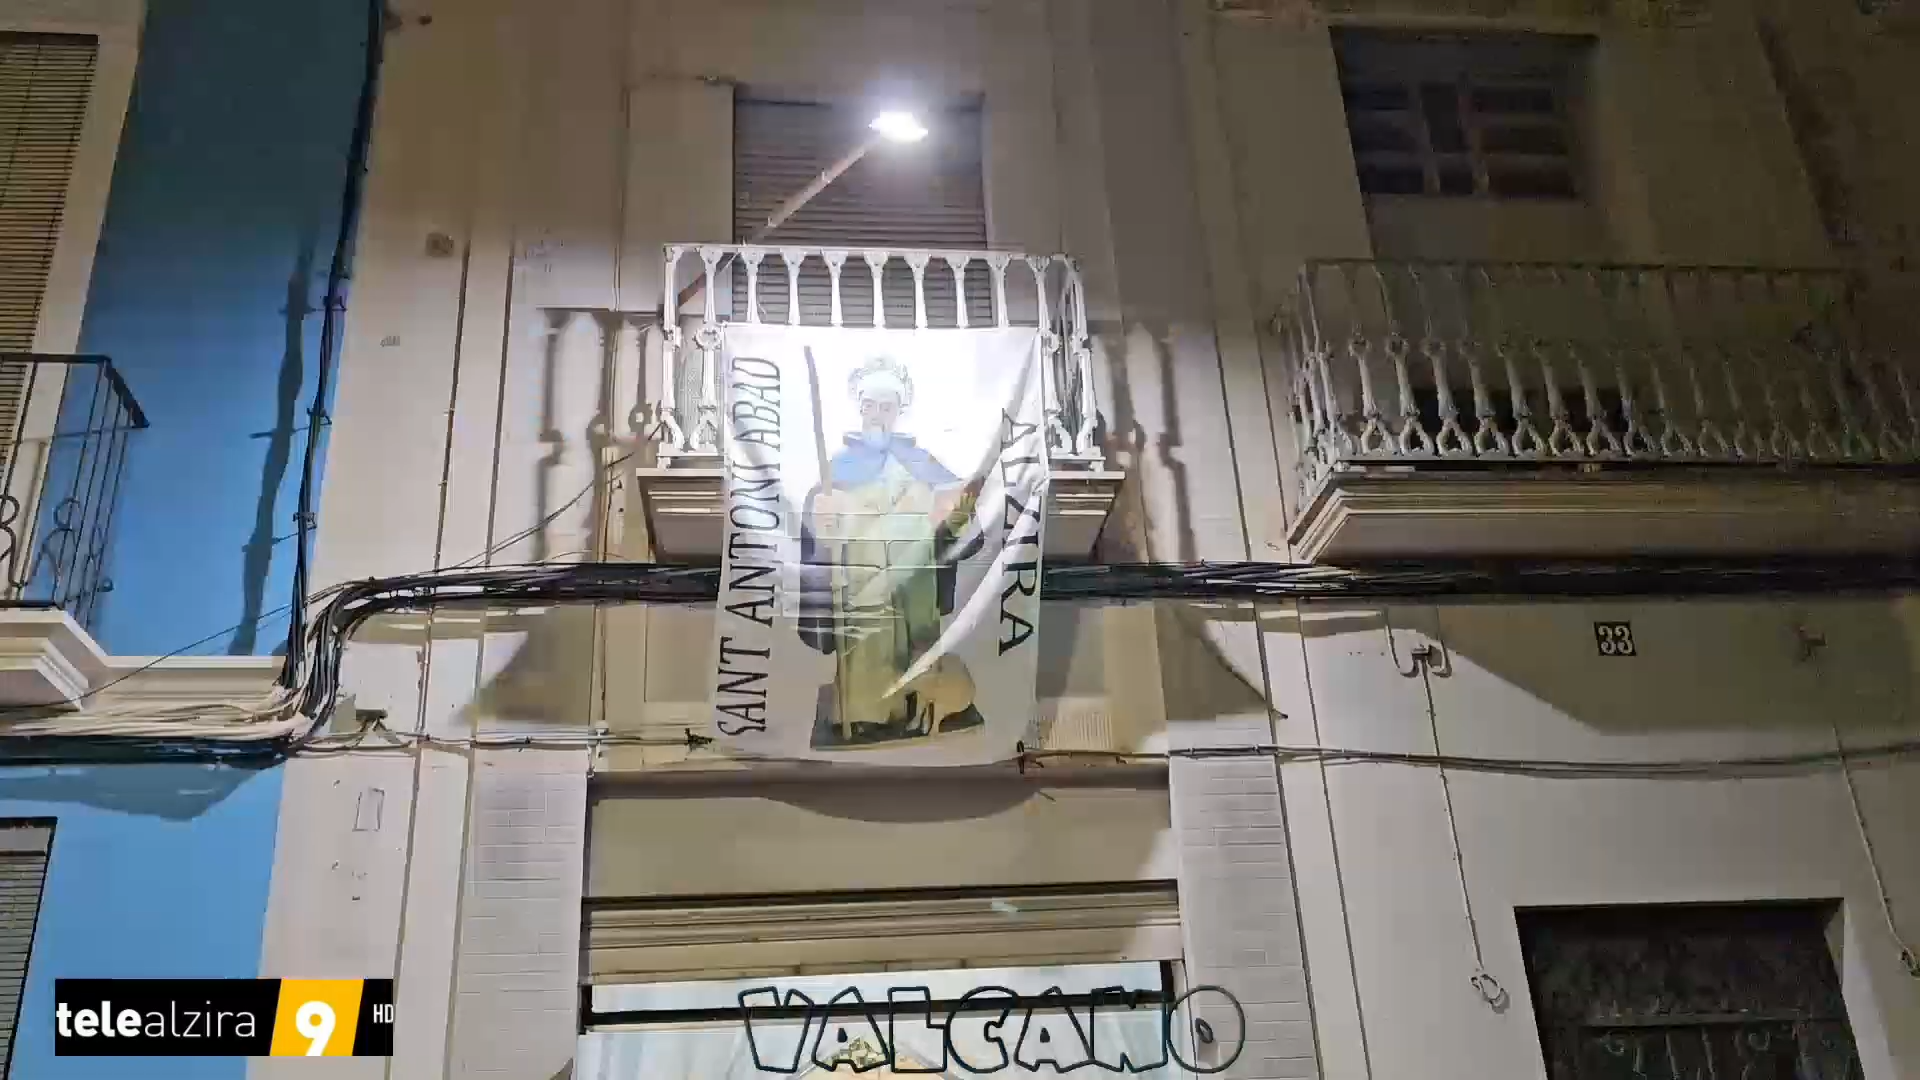 SANT ANTONI ABAD
ALZIRA
33
telealzira 9 HD
VALCANO